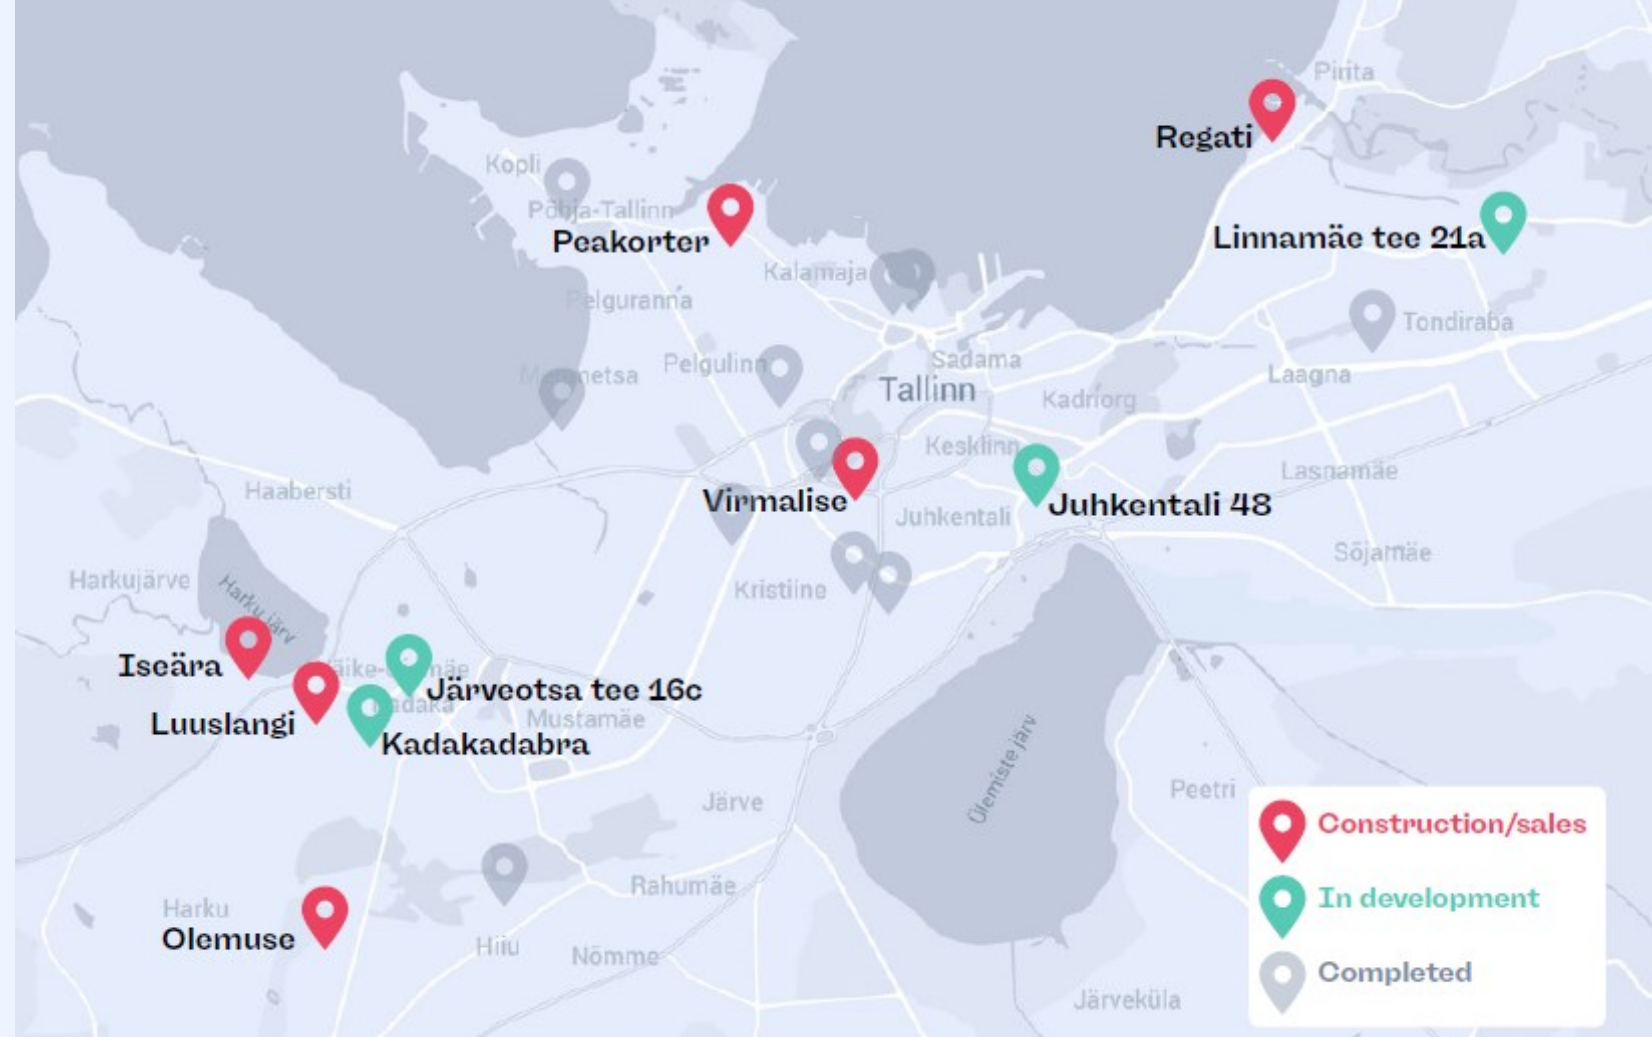 Pirita
Regati
Kopli
Põhja-Tallinn
Peakorter
Linnamäe tee 21a
Kalamaja
Pelguranna
Tondiraba
Sadama
Pelgulinn
Laagna
Tallinn
Kadriorg
Kesklinn
Lasnamäe
Haabersti
Virmalise
Juhkentali 48
Juhkentali
Sõjamäe
Harkujärve
Harku järv
Kristiine
Iseära
Järveotsa tee 16c
Luuslangi
Mustamäe
Kadakadabra
Ülemiste järv
Peetri
Järve
Construction/sales
Rahumäe
In development
Harku
Olemuse
Hiiu
Nõmme
Completed
Järveküla